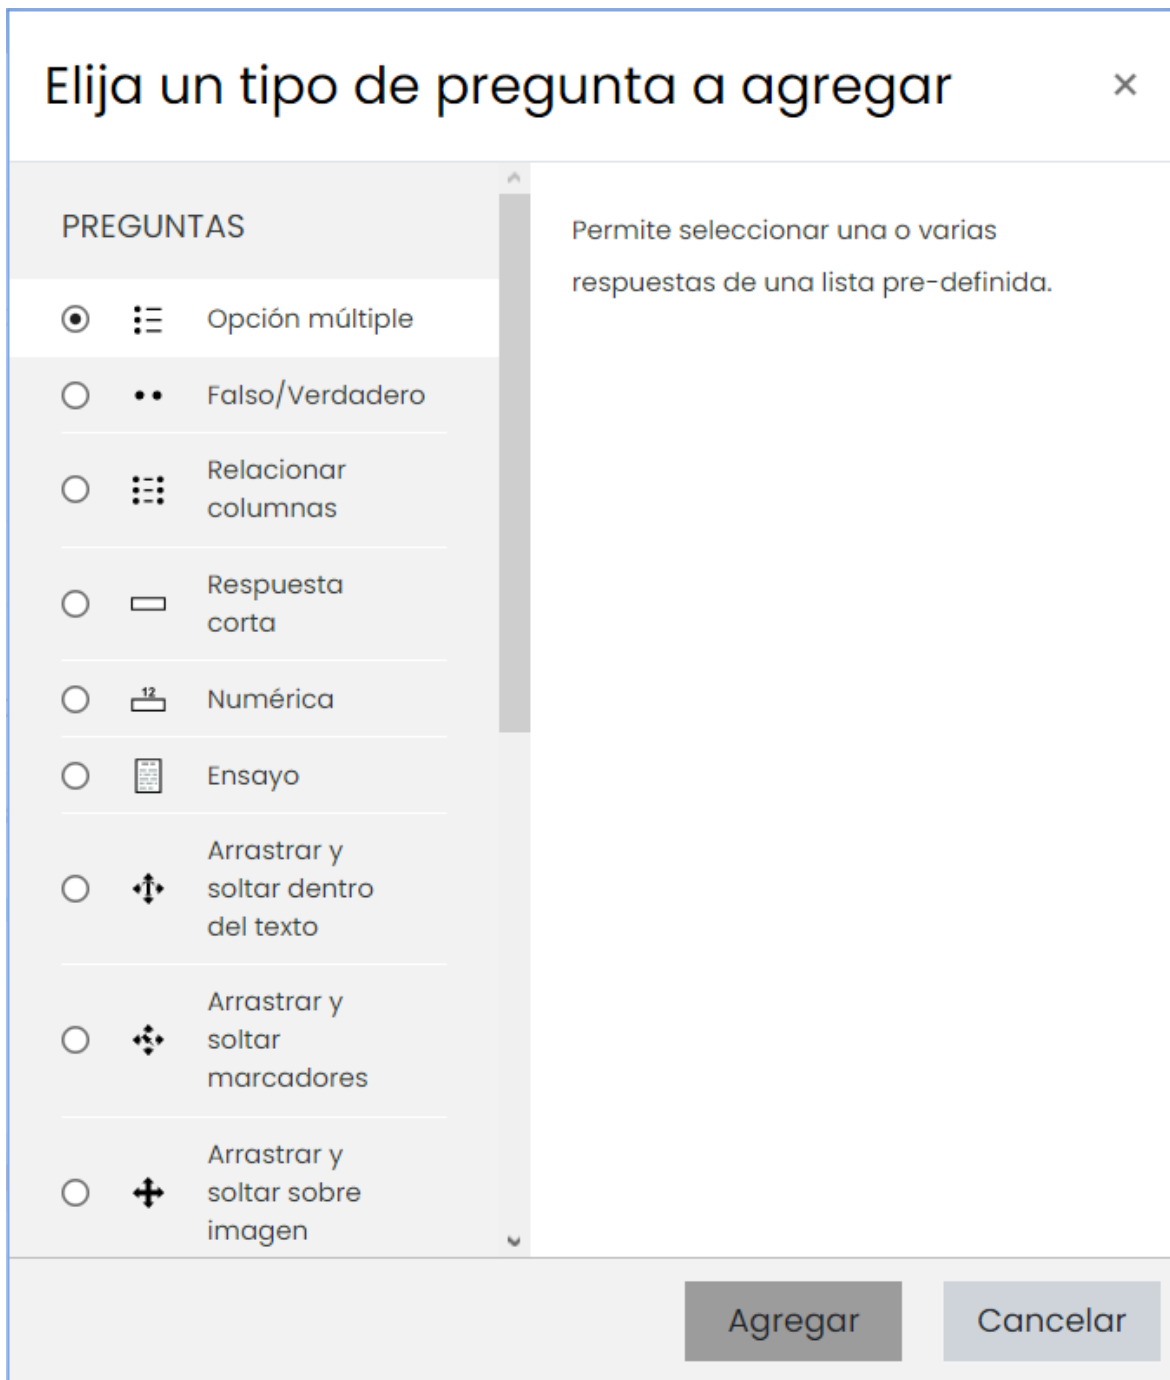 Elija un tipo de pregunta a agregar
PREGUNTAS
Opción múltiple
Falso/Verdadero
Relacionar
columnas
Respuesta
corta
12
Numérica
Ensayo
Arrastrar y
soltar dentro
del texto
Arrastrar y
soltar
marcadores
Arrastrar y
soltar sobre
imagen
Permite seleccionar una o varias
respuestas de una lista pre-definida.
Agregar
Cancelar